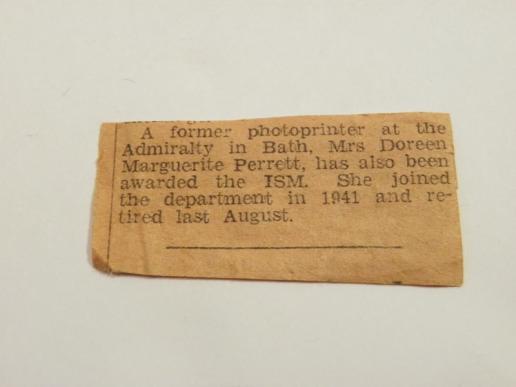 A former photoprinter at the
Admiralty in Bath, Mrs Doreen
Marguerite Perrett, has also been
awarded the ISM. She joined
the department in 1941 and re-
tired last August.